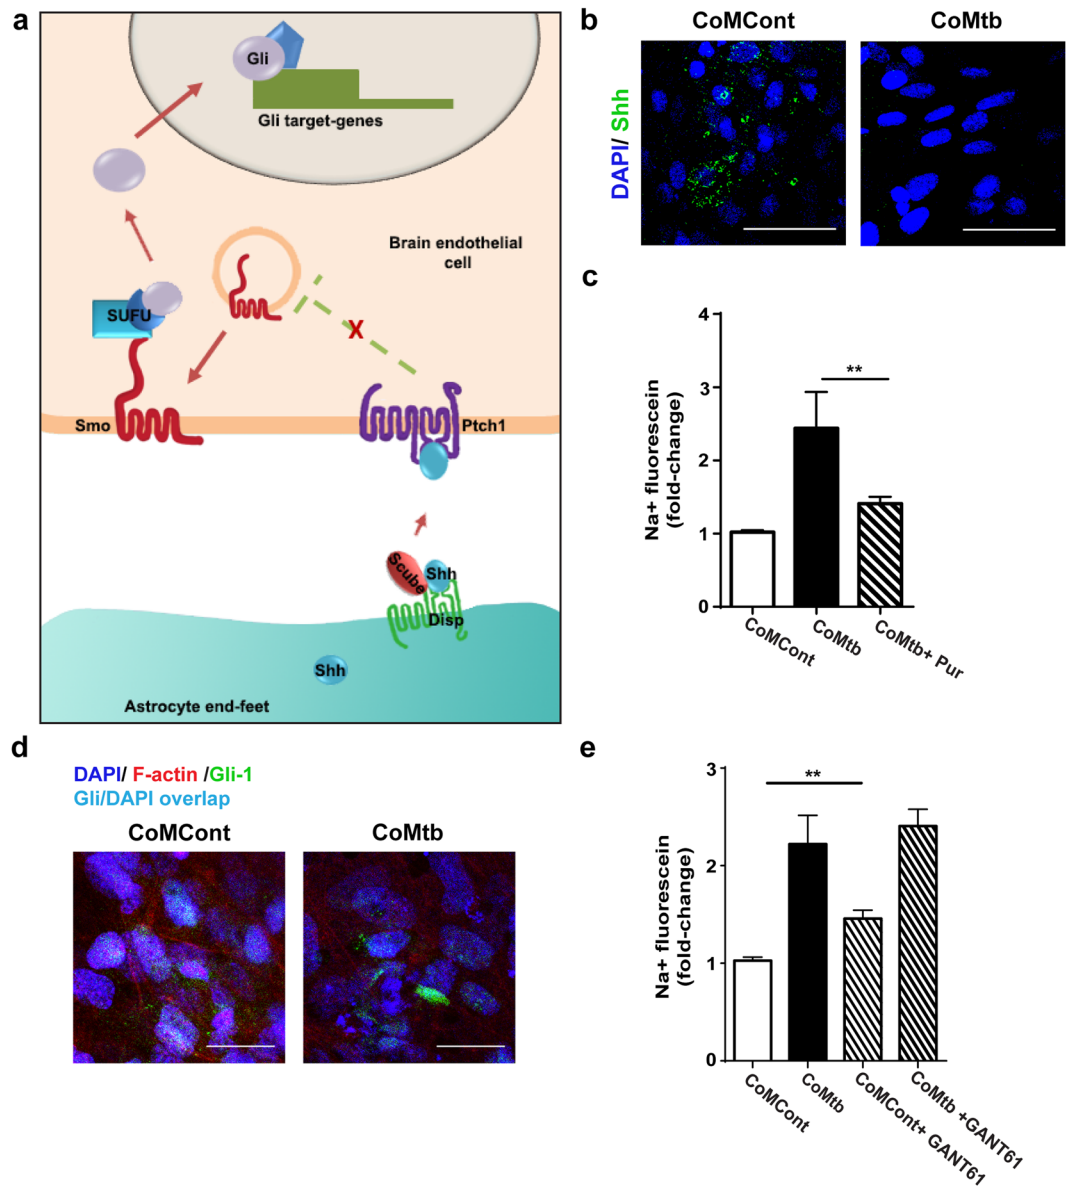 a
Gli
Gli target-genes
Brain endothelial
cell
SUFU
Smo
Ptch1
Scube
Shh
Disp
Shh
Astrocyte end-feet
b
CoMCont
CoMtb
DAPI/ Shh
c
Na+ fluorescein
(fold-change)
4
3
2
1
0
**
CoMCont
CoMtb
CoMtb+ Pur
d
DAPI/ F-actin /Gli-1
Gli/DAPI overlap
CoMCont
CoMtb
e
Na+ fluorescein
(fold-change)
3
2
1
0
**
CoMCont
CoMtb
CoMCont+ GANT61
CoMtb +GANT61
X